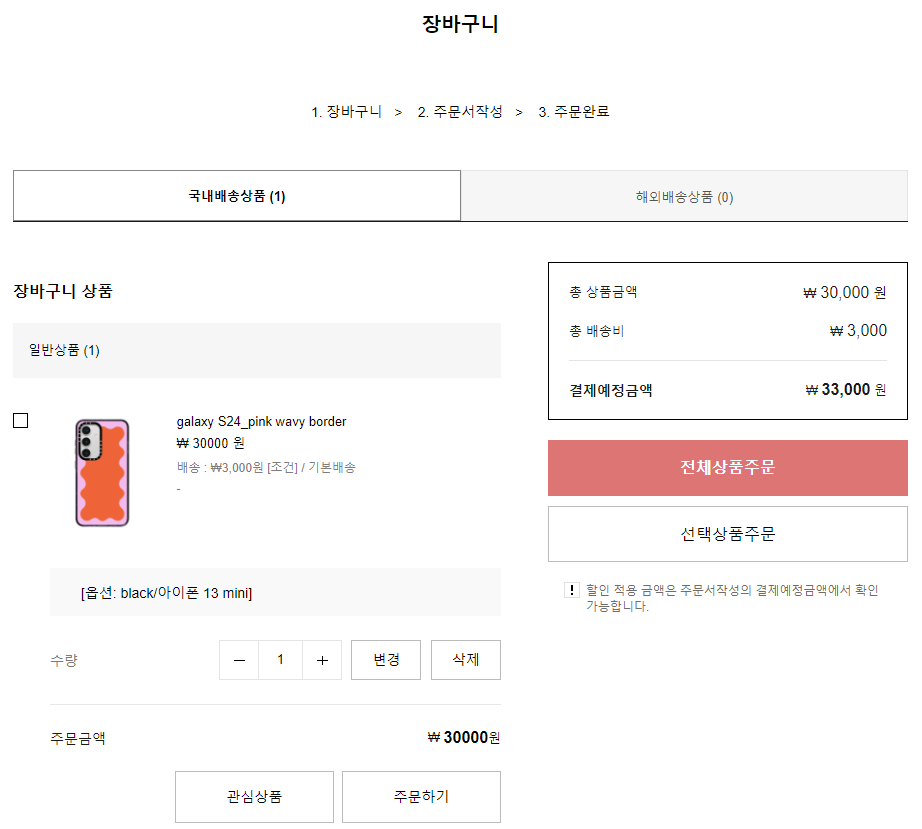 장바구니
1. 장바구니 > 2. 주문서작성 > 3. 주문완료
국내배송상품 (1)
해외배송상품 (0)
장바구니 상품
일반상품 (1)
galaxy S24_pink wavy border
₩ 30000 원
배송 : ₩3,000원 [조건] / 기본배송
-
[옵션: black/아이폰 13 mini]
수량 − 1 + 변경 삭제
주문금액 ₩ 30000원
관심상품 주문하기
총 상품금액 ₩ 30,000 원
총 배송비 ₩ 3,000
결제예정금액 ₩ 33,000 원
전체상품주문
선택상품주문
! 할인 적용 금액은 주문서작성의 결제예정금액에서 확인
가능합니다.